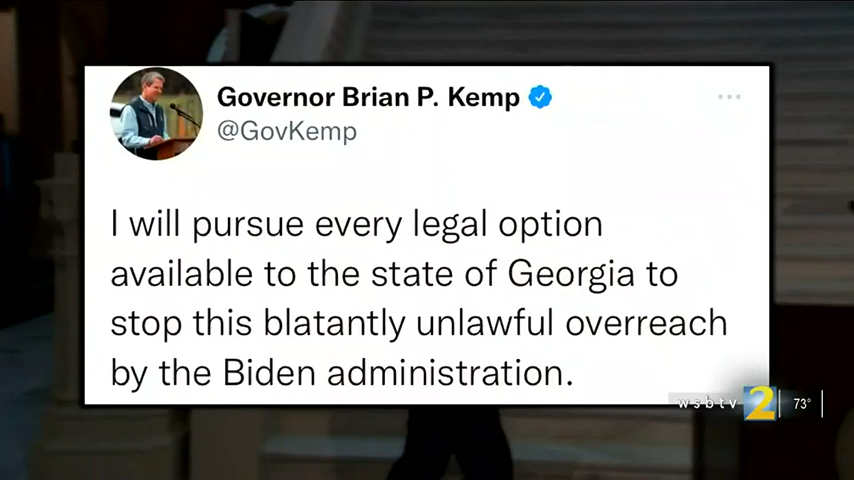 Governor Brian P. Kemp
@GovKemp
I will pursue every legal option
available to the state of Georgia to
stop this blatantly unlawful overreach
by the Biden administration.
wsbtv 2 73°